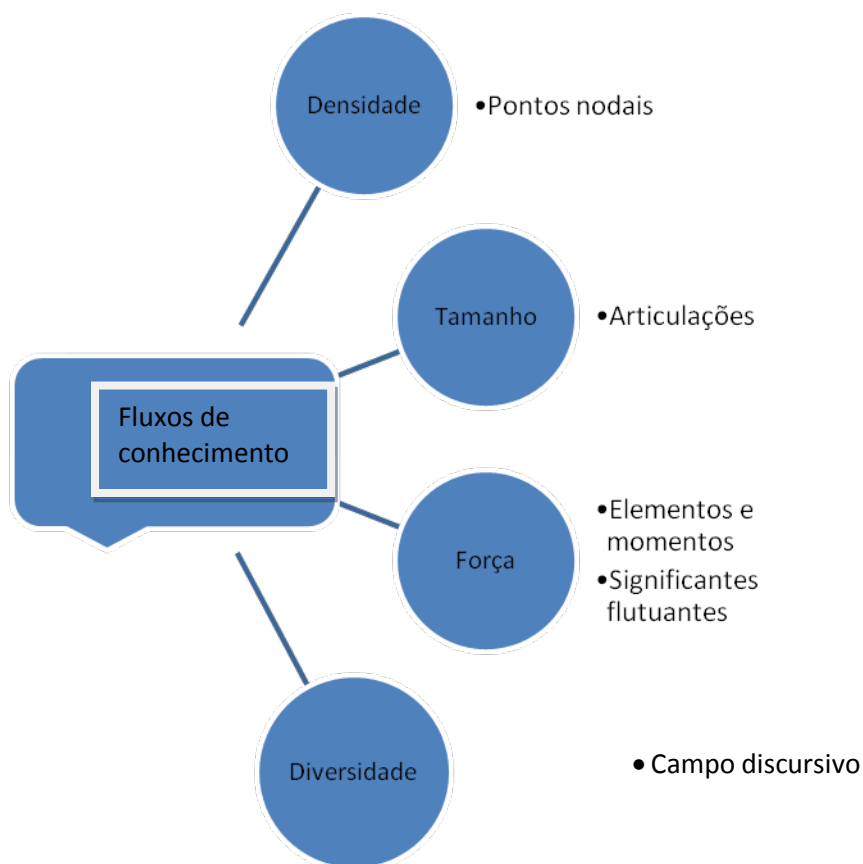 Densidade
•Pontos nodais
Tamanho
•Articulações
Fluxos de
conhecimento
Força
•Elementos e
momentos
•Significantes
flutuantes
Diversidade
• Campo discursivo